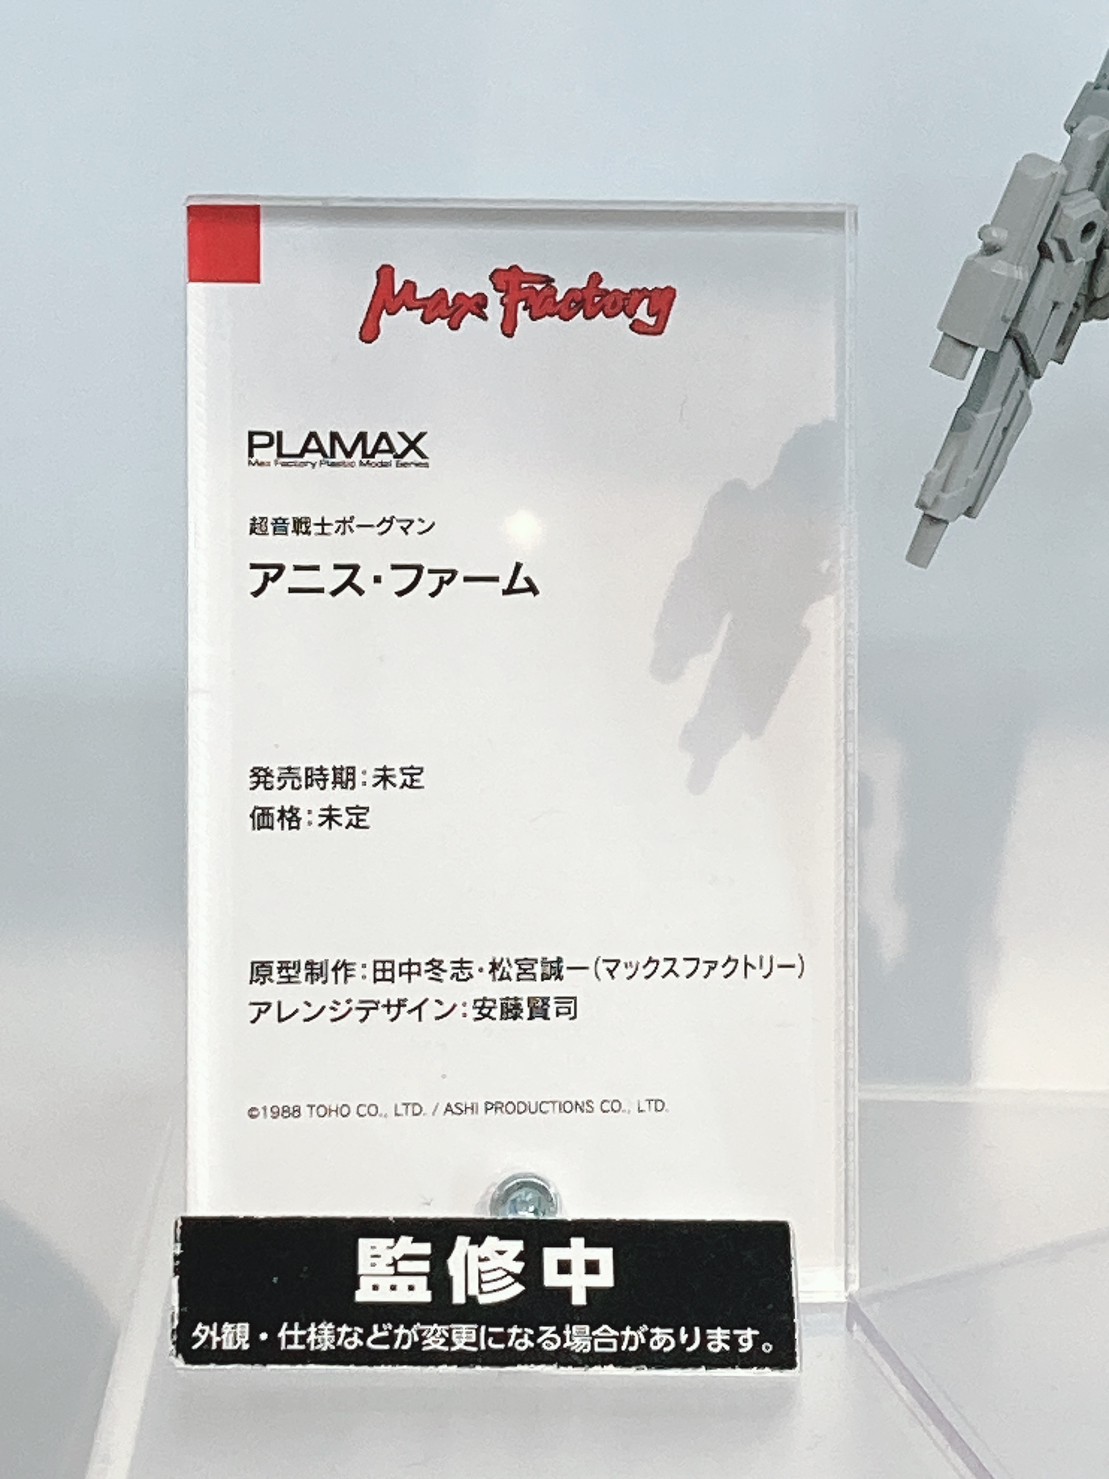 Max Factory
PLAMAX
Max Factory Plastic Model Series
超音戦士ボーグマン
アニス・ファーム
発売時期：未定
価格：未定
原型制作：田中冬志・松宮誠一（マックスファクトリー）
アレンジデザイン：安藤賢司
©1988 TOHO CO., LTD. / ASHI PRODUCTIONS CO., LTD.
監修中
外観・仕様などが変更になる場合があります。